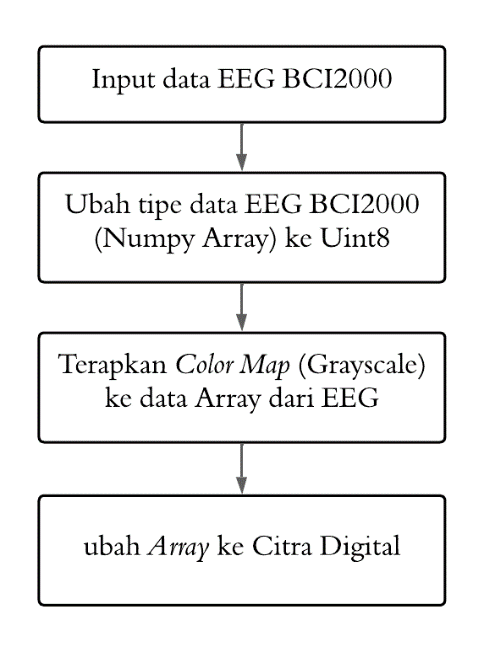 Input data EEG BCI2000
Ubah tipe data EEG BCI2000
(Numpy Array) ke Uint8
Terapkan Color Map (Grayscale)
ke data Array dari EEG
ubah Array ke Citra Digital